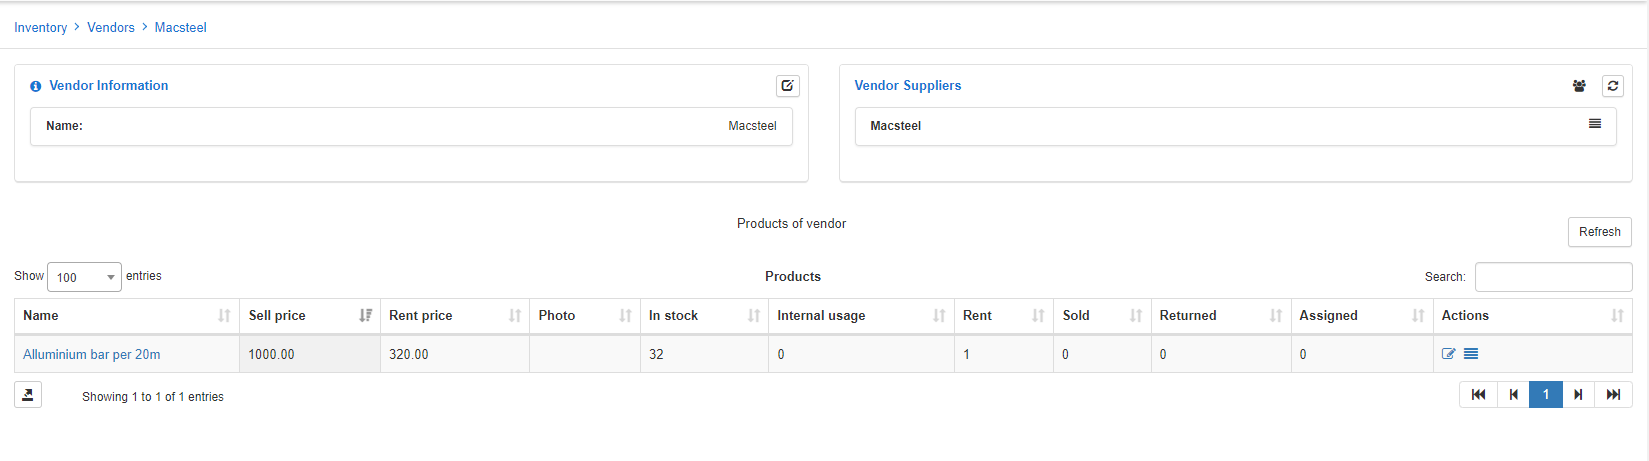 Inventory > Vendors > Macsteel
Vendor Information
Name: Macsteel
Vendor Suppliers
Macsteel
Products of vendor
Refresh
Show 100 entries
Products
Search:
Name Sell price Rent price Photo In stock Internal usage Rent Sold Returned Assigned Actions
Alluminium bar per 20m 1000.00 320.00 32 0 1 0 0 0
Showing 1 to 1 of 1 entries
1